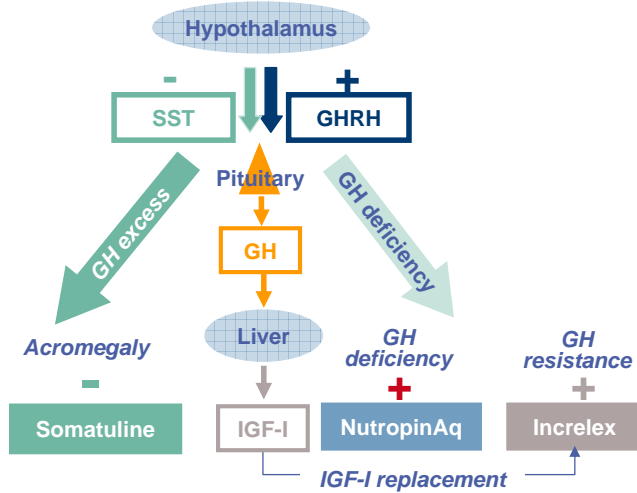 Hypothalamus
-
+
SST
GHRH
Pituitary
GH excess
GH deficiency
GH
Liver
Acromegaly
GH
deficiency
GH
resistance
-
+
+
Somatuline
IGF-I
NutropinAq
Increlex
IGF-I replacement